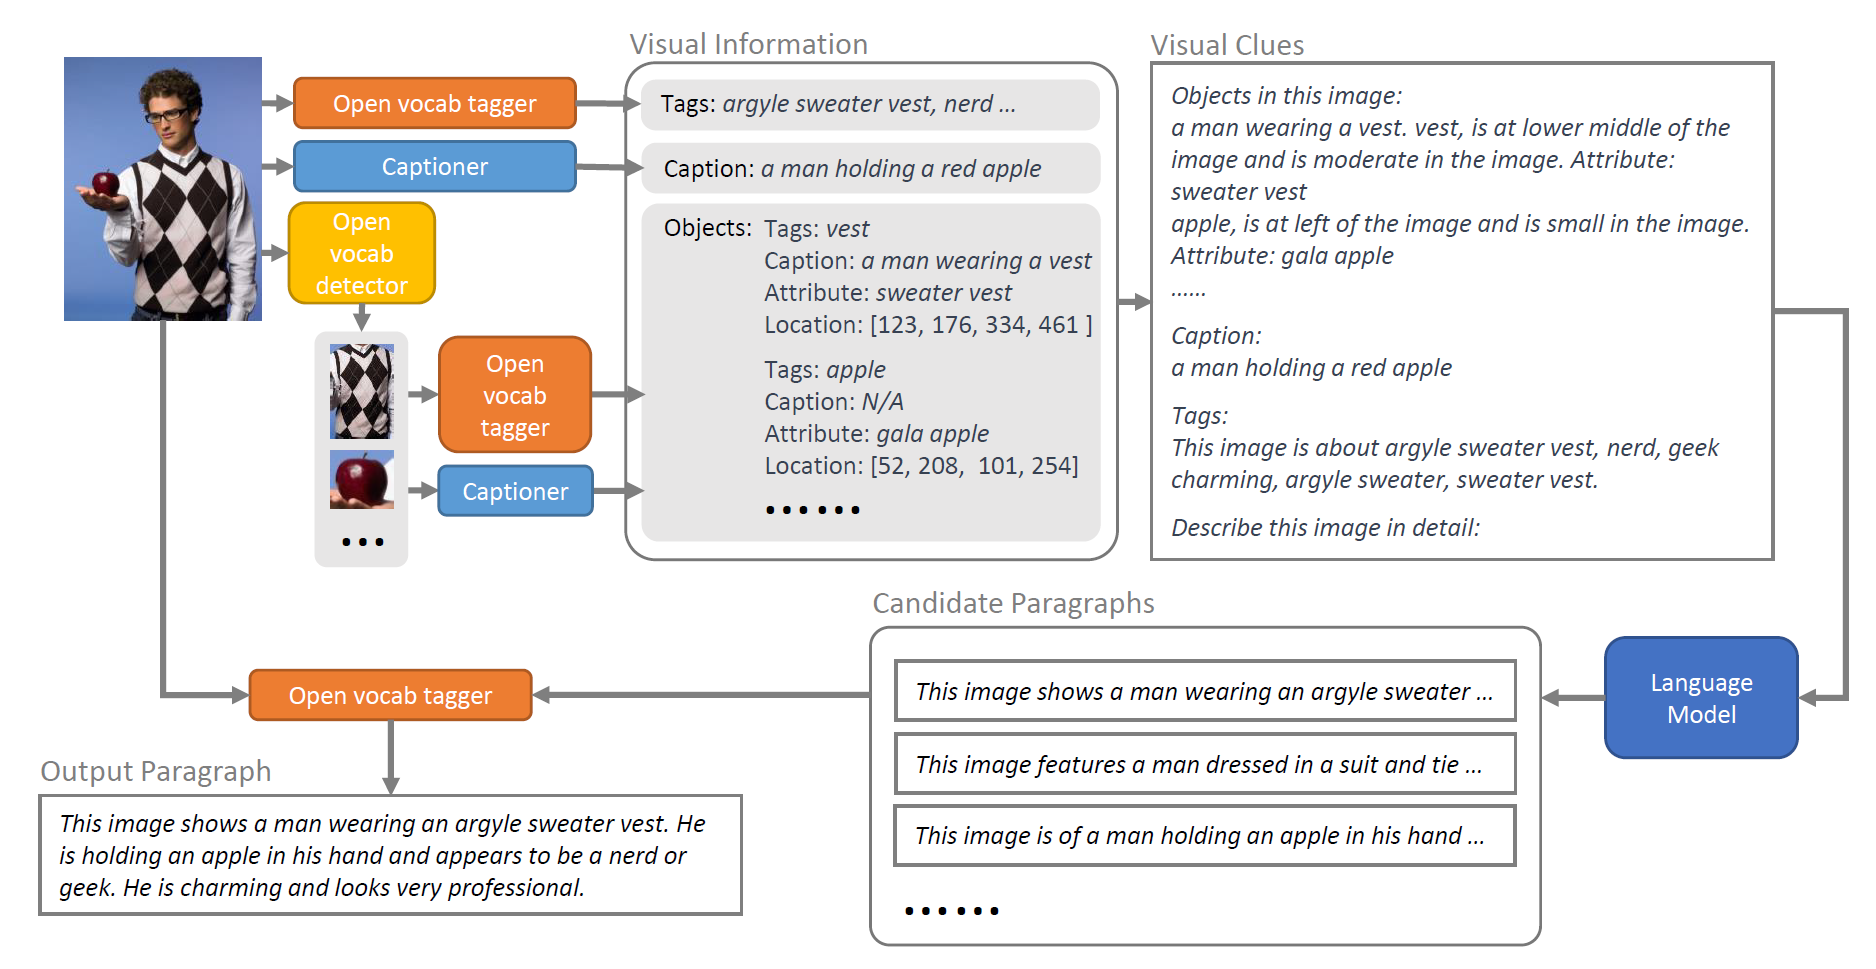 Visual Information
Visual Clues
Open vocab tagger
Captioner
Open
vocab
detector
Open
vocab
tagger
Captioner
Tags: argyle sweater vest, nerd ...
Caption: a man holding a red apple
Objects:
Tags: vest
Caption: a man wearing a vest
Attribute: sweater vest
Location: [123, 176, 334, 461 ]
Tags: apple
Caption: N/A
Attribute: gala apple
Location: [52, 208, 101, 254]
......
...
Objects in this image:
a man wearing a vest. vest, is at lower middle of the
image and is moderate in the image. Attribute:
sweater vest
apple, is at left of the image and is small in the image.
Attribute: gala apple
......
Caption:
a man holding a red apple
Tags:
This image is about argyle sweater vest, nerd, geek
charming, argyle sweater, sweater vest.
Describe this image in detail:
Candidate Paragraphs
Language
Model
This image shows a man wearing an argyle sweater ...
This image features a man dressed in a suit and tie ...
This image is of a man holding an apple in his hand ...
......
Open vocab tagger
Output Paragraph
This image shows a man wearing an argyle sweater vest. He
is holding an apple in his hand and appears to be a nerd or
geek. He is charming and looks very professional.